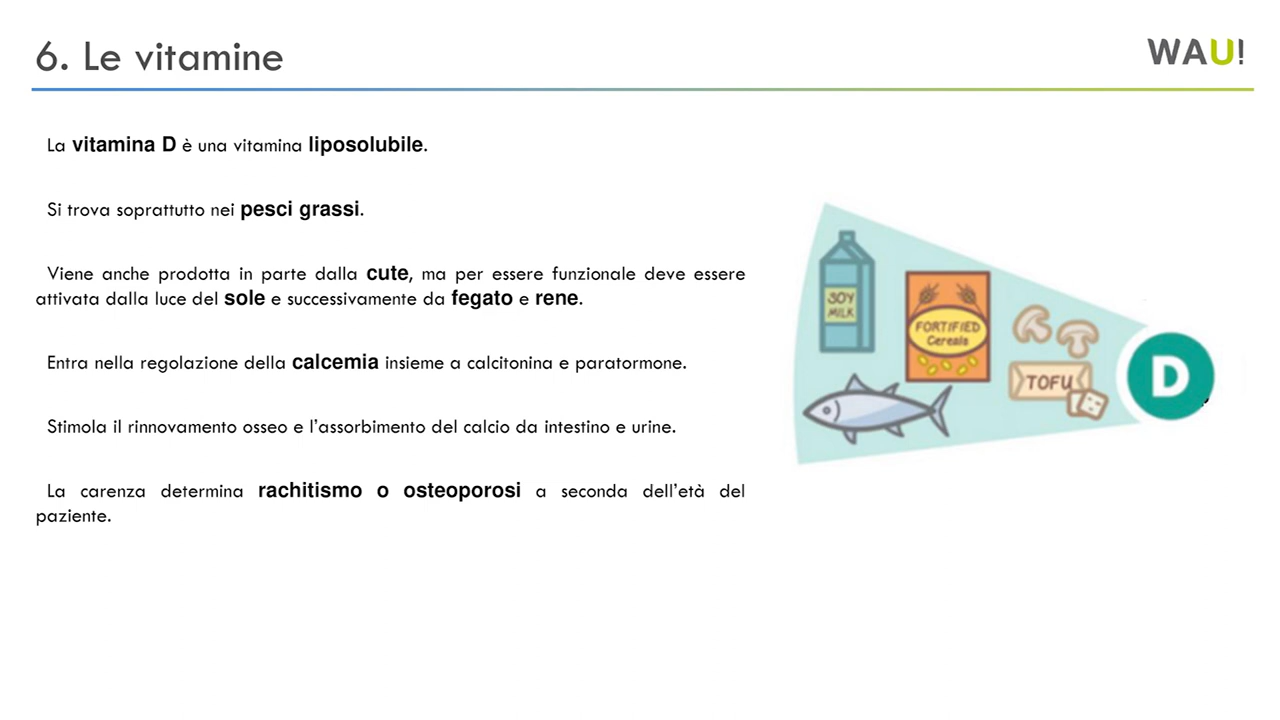 6. Le vitamine
WAU!
La vitamina D è una vitamina liposolubile.
Si trova soprattutto nei pesci grassi.
Viene anche prodotta in parte dalla cute, ma per essere funzionale deve essere
attivata dalla luce del sole e successivamente da fegato e rene.
Entra nella regolazione della calcemia insieme a calcitonina e paratormone.
Stimola il rinnovamento osseo e l’assorbimento del calcio da intestino e urine.
La carenza determina rachitismo o osteoporosi a seconda dell’età del
paziente.
SOY
MILK
FORTIFIED
Cereals
TOFU
D